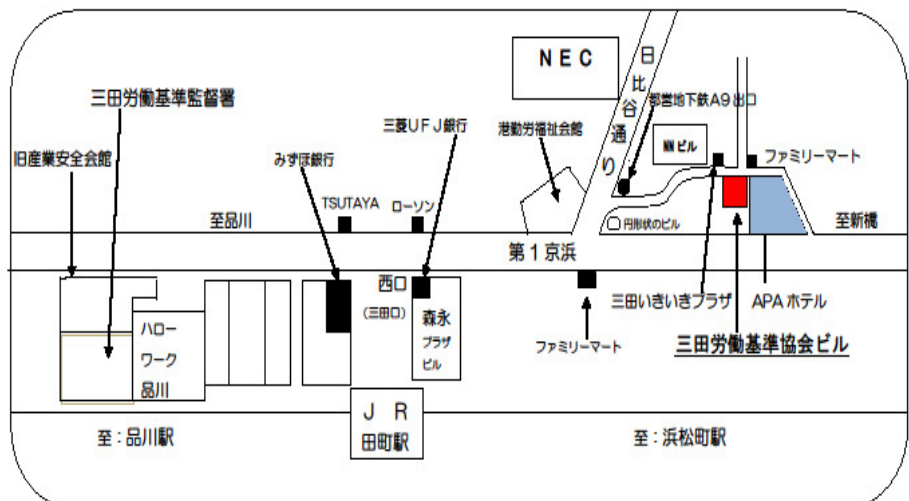 NEC
日比谷通り
三田労働基準監督署
都営地下鉄A9出口
三菱UFJ銀行
港勤労福祉会館
NNビル
ファミリーマート
旧産業安全会館
みずほ銀行
TSUTAYA
ローソン
至品川
円形状のビル
至新橋
第1京浜
西口
(三田口)
三田いきいきプラザ
APAホテル
森永
プラザ
ビル
ファミリーマート
三田労働基準協会ビル
ハロー
ワーク
品川
JR
田町駅
至:品川駅
至:浜松町駅